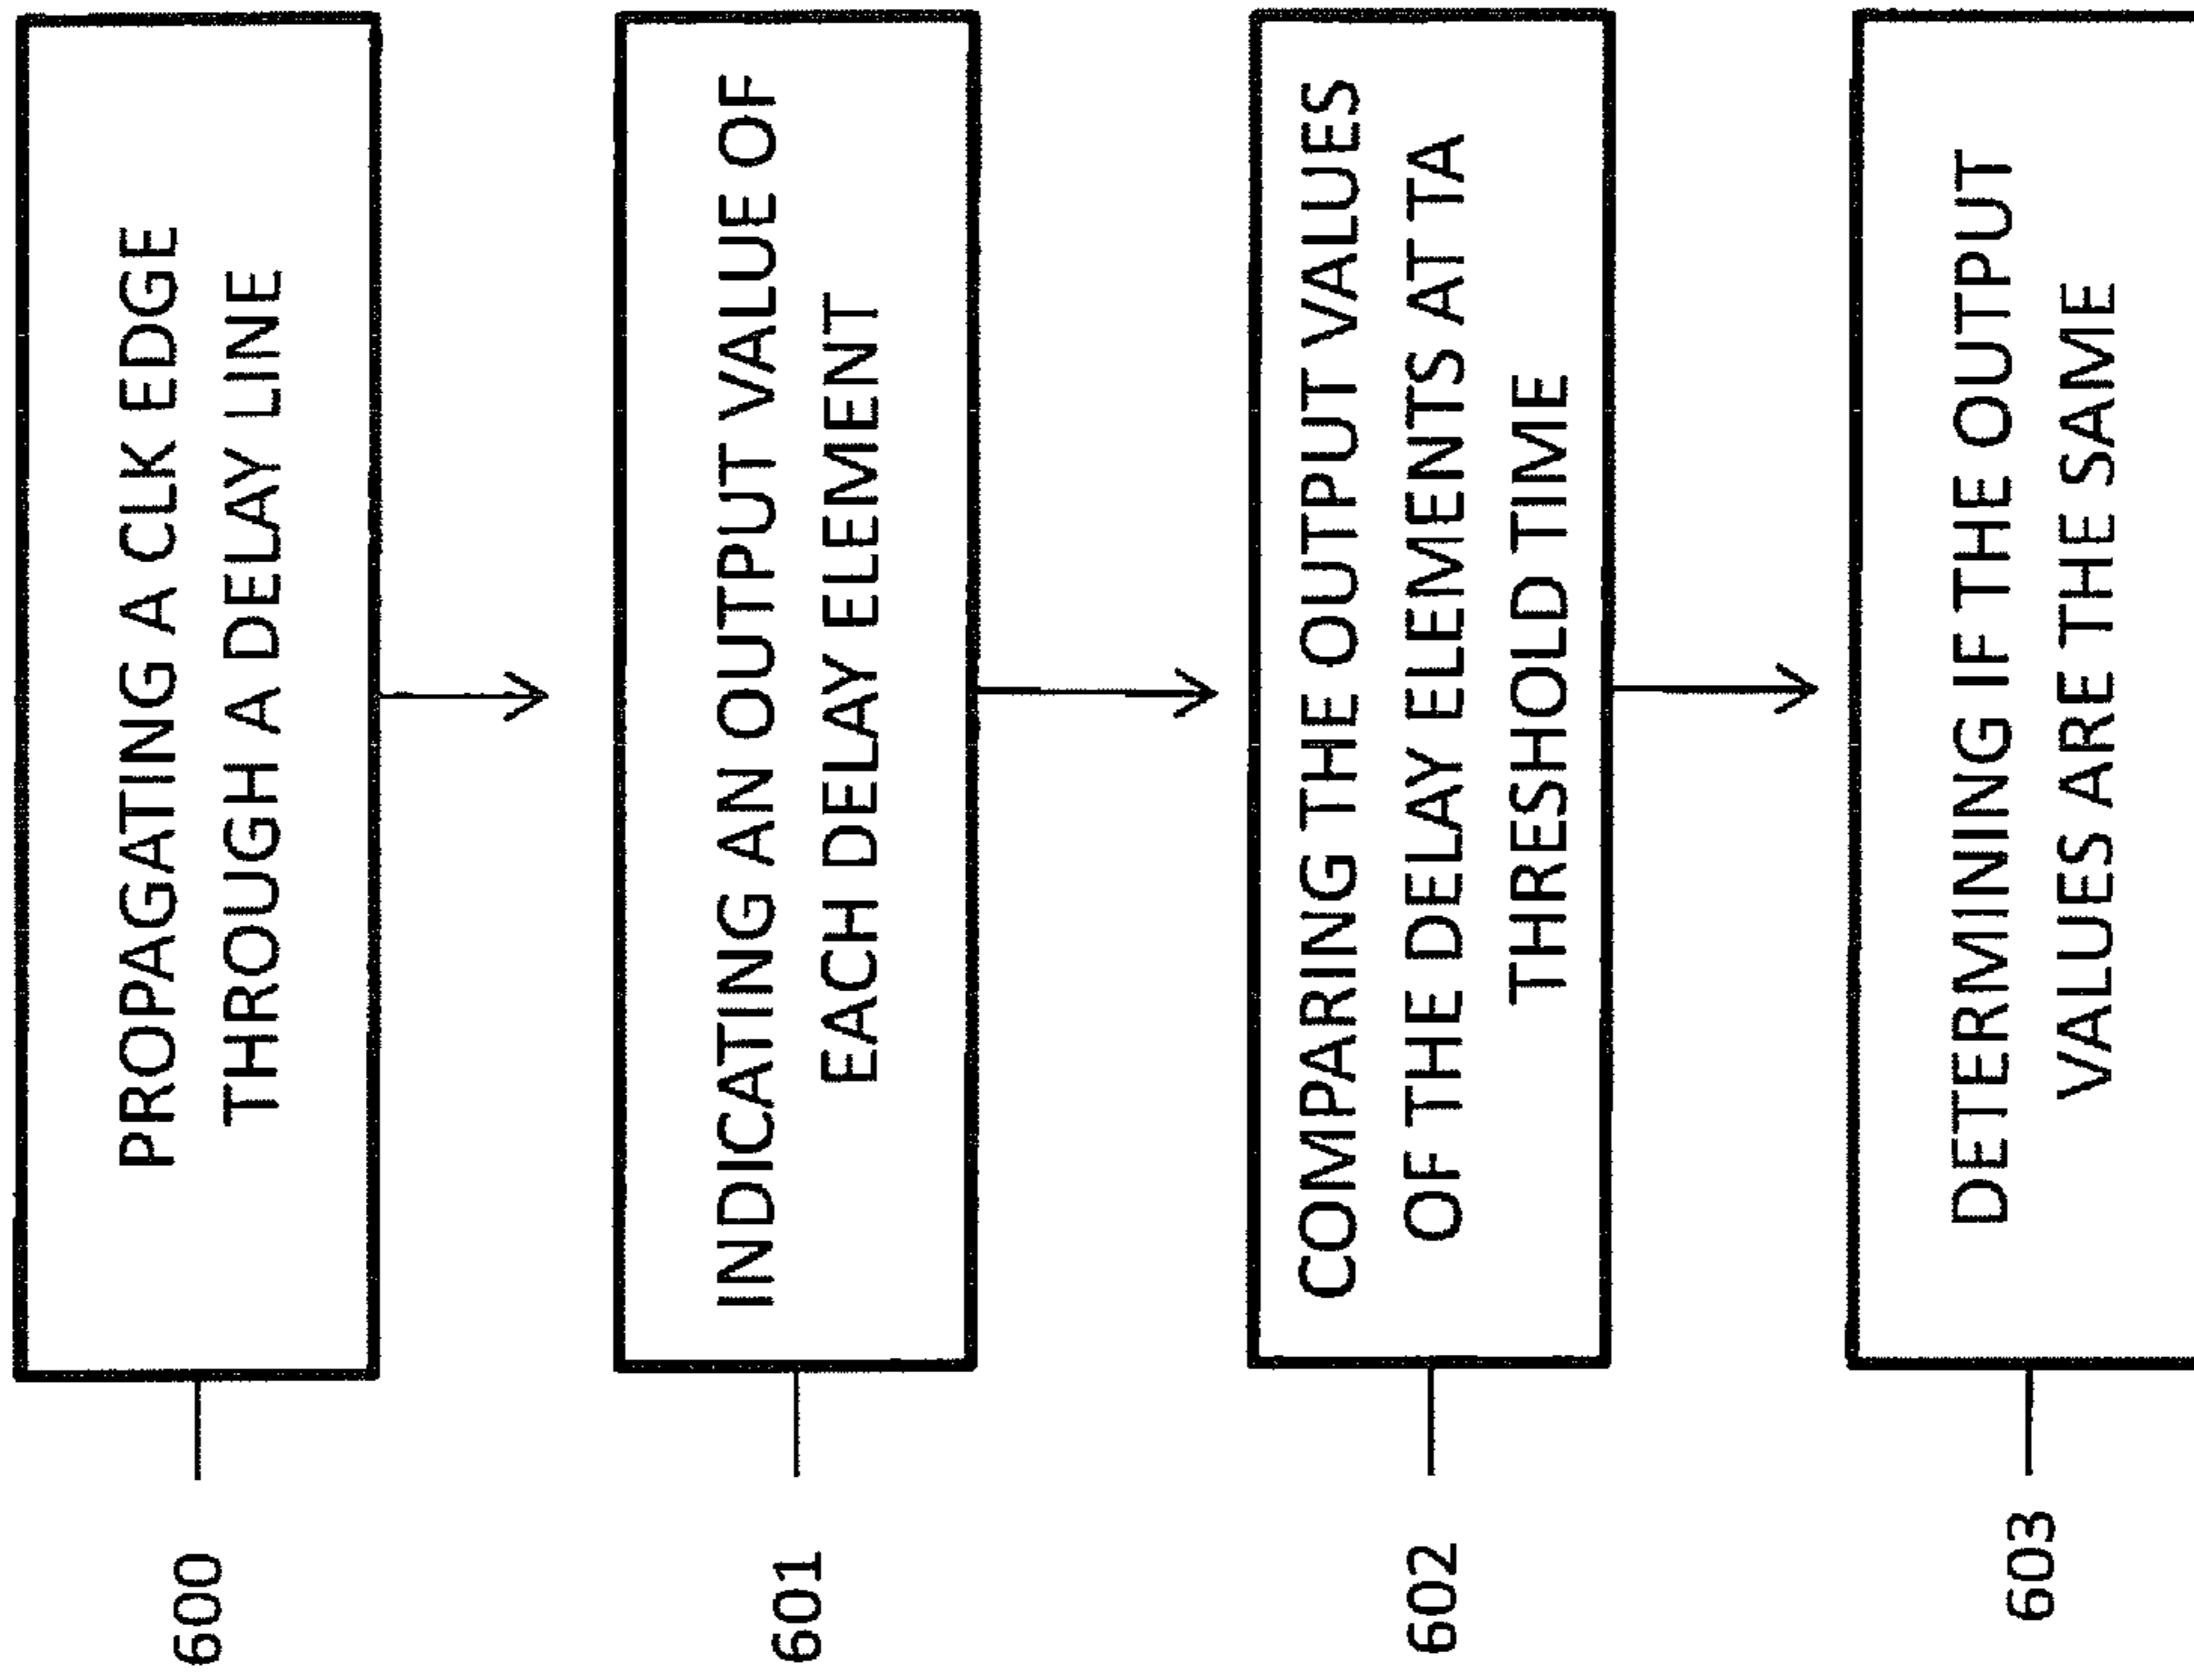 600
PROPAGATING A CLK EDGE
THROUGH A DELAY LINE
601
INDICATING AN OUTPUT VALUE OF
EACH DELAY ELEMENT
602
COMPARING THE OUTPUT VALUES
OF THE DELAY ELEMENTS AT TA
THRESHOLD TIME
603
DETERMINING IF THE OUTPUT
VALUES ARE THE SAME